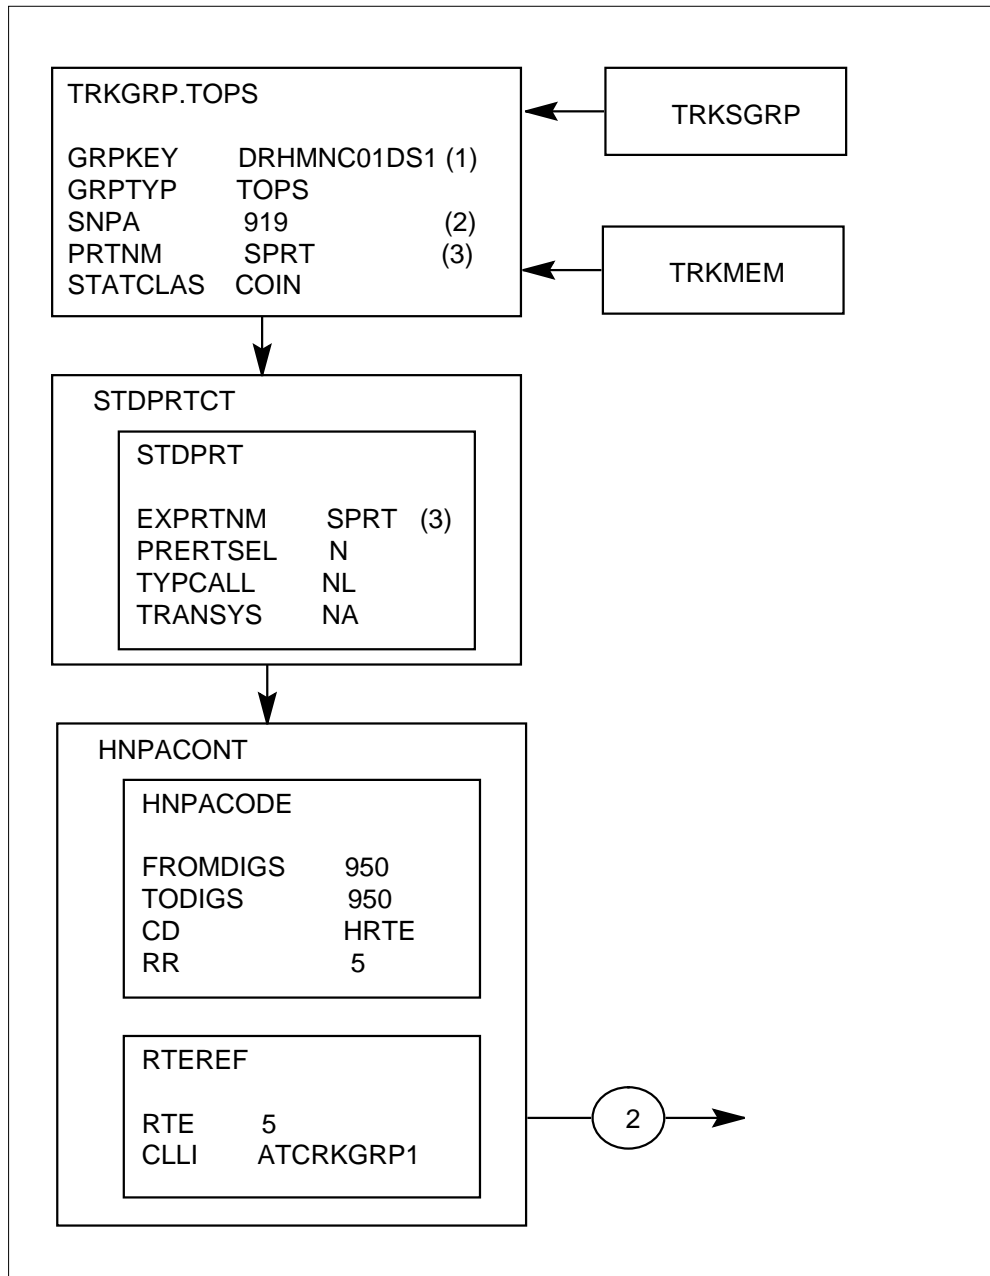 TRKGRP.TOPS
GRPKEY DRHMNC01DS1 (1)
GRPTYP TOPS
SNPA 919 (2)
PRTNM SPRT (3)
STATCLAS COIN
TRKSGRP
TRKMEM
STDPRTCT
STDPRT
EXPRTNM SPRT (3)
PRERTSEL N
TYPCALL NL
TRANSYS NA
HNPACONT
HNPACODE
FROMDIGS 950
TODIGS 950
CD HRTE
RR 5
RTEREF
RTE 5
CLLI ATCRKGRP1
2